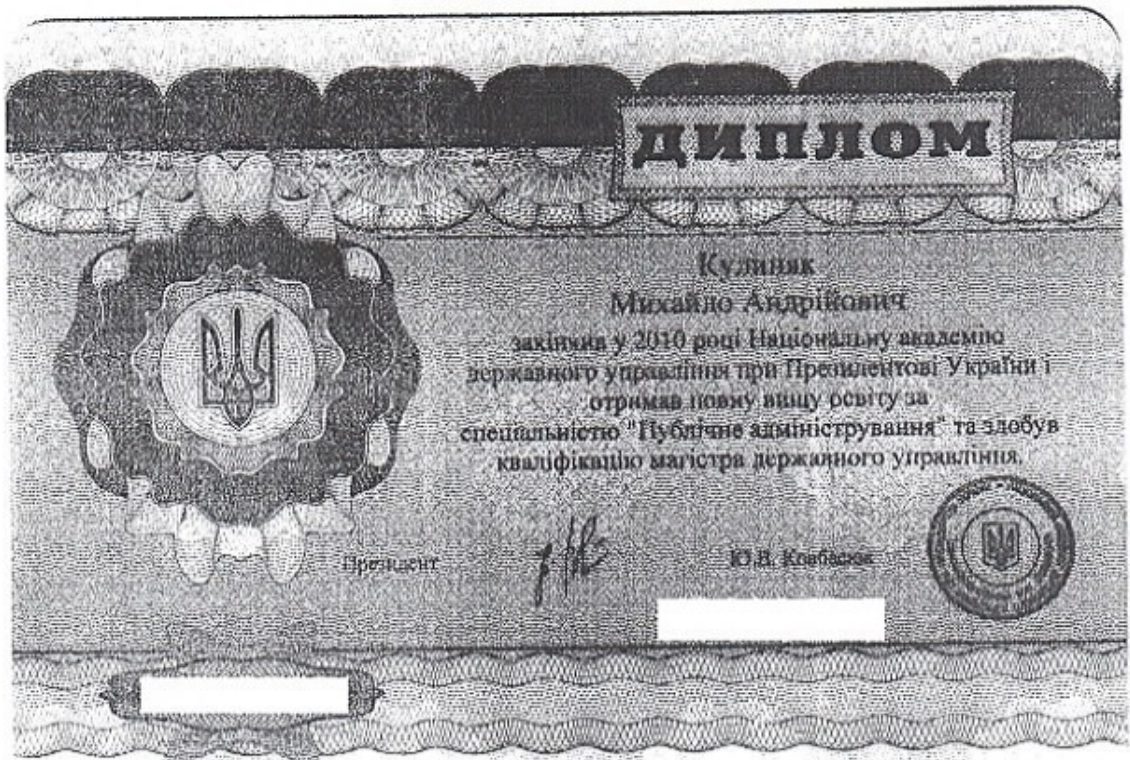 ДИПЛОМ
Кулиняк
Михайло Андрійович
закінчив у 2010 році Національну академію
державного управління при Президентові України і
отримав повну вищу освіту за
спеціальністю "Публічне адміністрування" та здобув
кваліфікацію магістра державного управління.
Президент
Ю.В. Ковбасюк